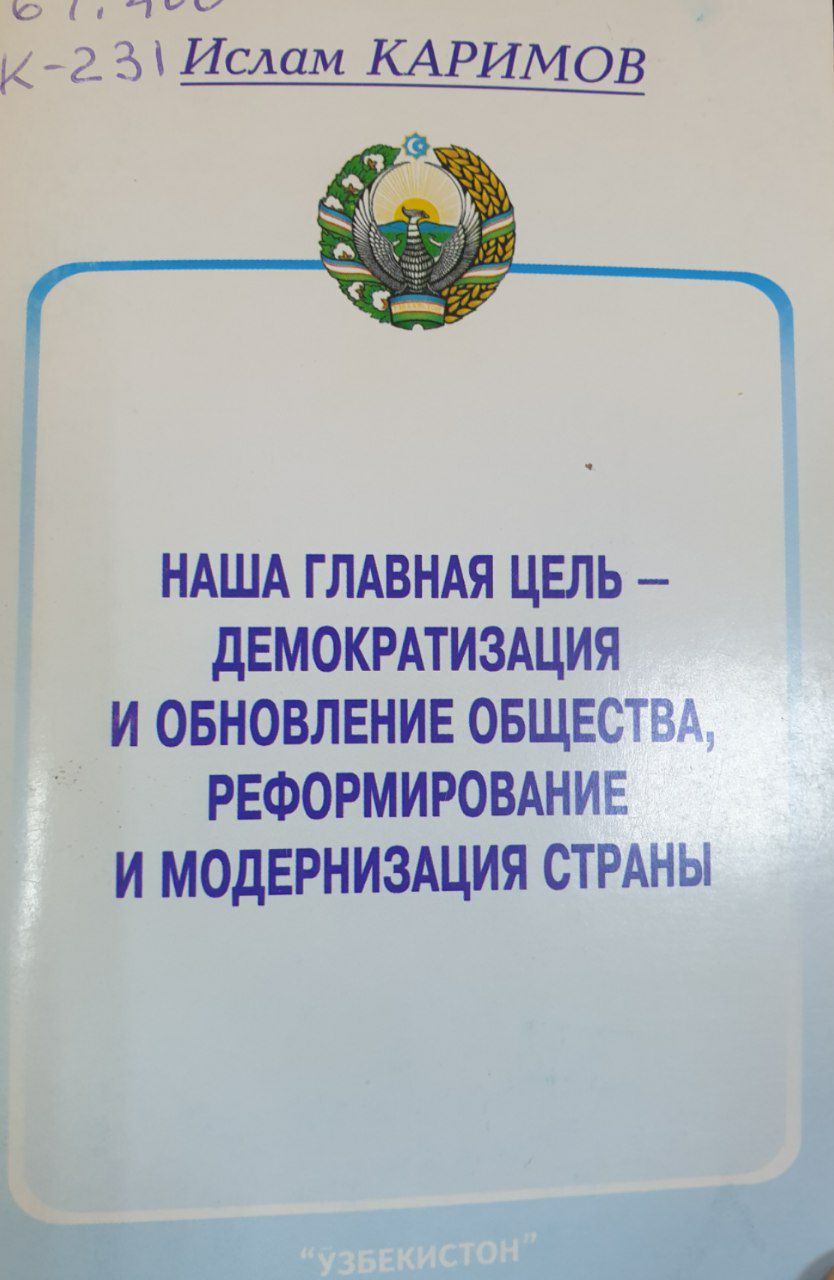 К-231 Ислам КАРИМОВ
НАША ГЛАВНАЯ ЦЕЛЬ –
ДЕМОКРАТИЗАЦИЯ
И ОБНОВЛЕНИЕ ОБЩЕСТВА,
РЕФОРМИРОВАНИЕ
И МОДЕРНИЗАЦИЯ СТРАНЫ
"ЎЗБЕКИСТОН"